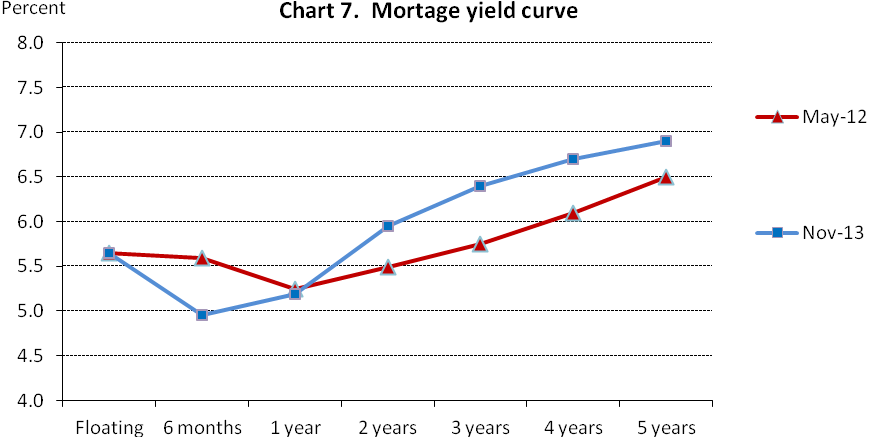 Percent
Chart 7. Mortage yield curve
8.0
7.5
7.0
6.5
6.0
5.5
5.0
4.5
4.0
Floating 6 months 1 year 2 years 3 years 4 years 5 years
May-12
Nov-13